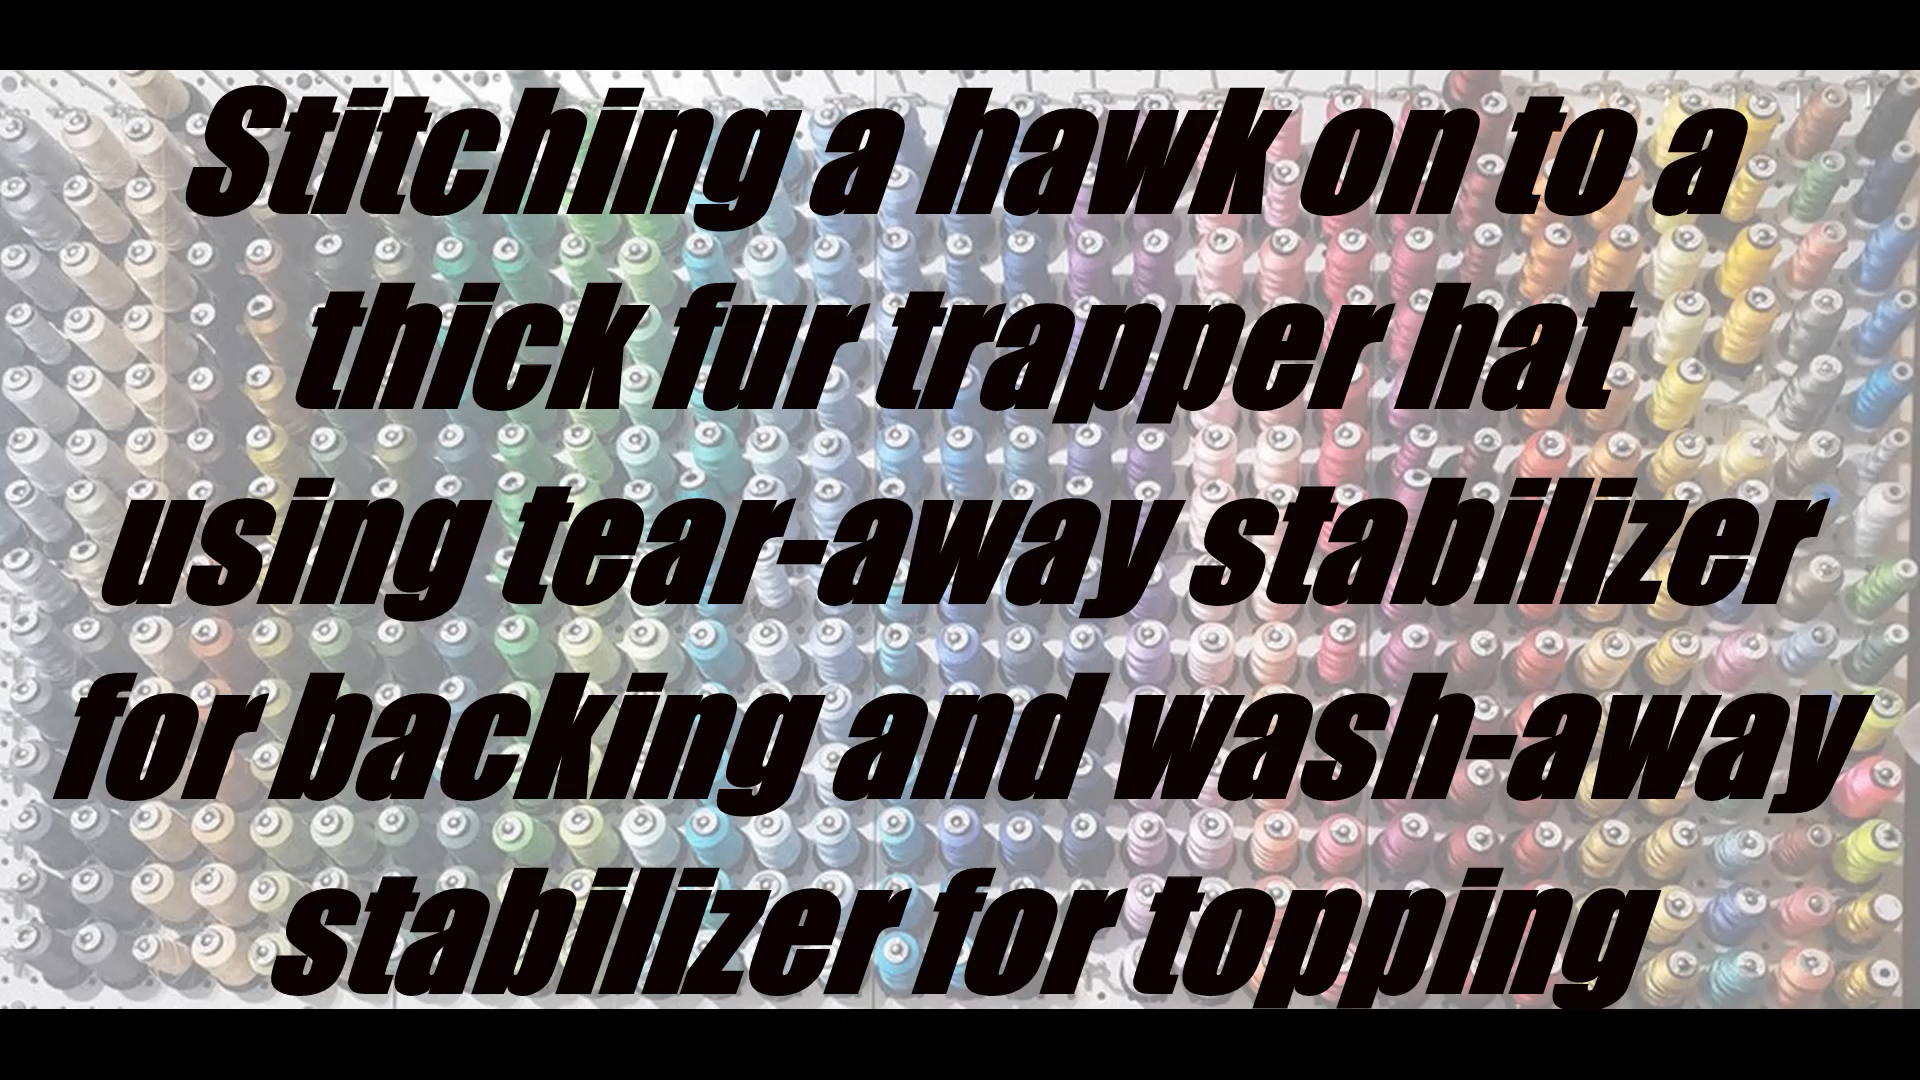 Stitching a hawk on to a
thick fur trapper hat
using tear-away stabilizer
for backing and wash-away
stabilizer for topping